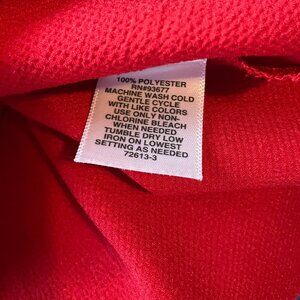 100% POLYESTER
RN#93677
MACHINE WASH COLD
GENTLE CYCLE
WITH LIKE COLORS
USE ONLY NON-
CHLORINE BLEACH
WHEN NEEDED
TUMBLE DRY LOW
IRON ON LOWEST
SETTING AS NEEDED
72613-3